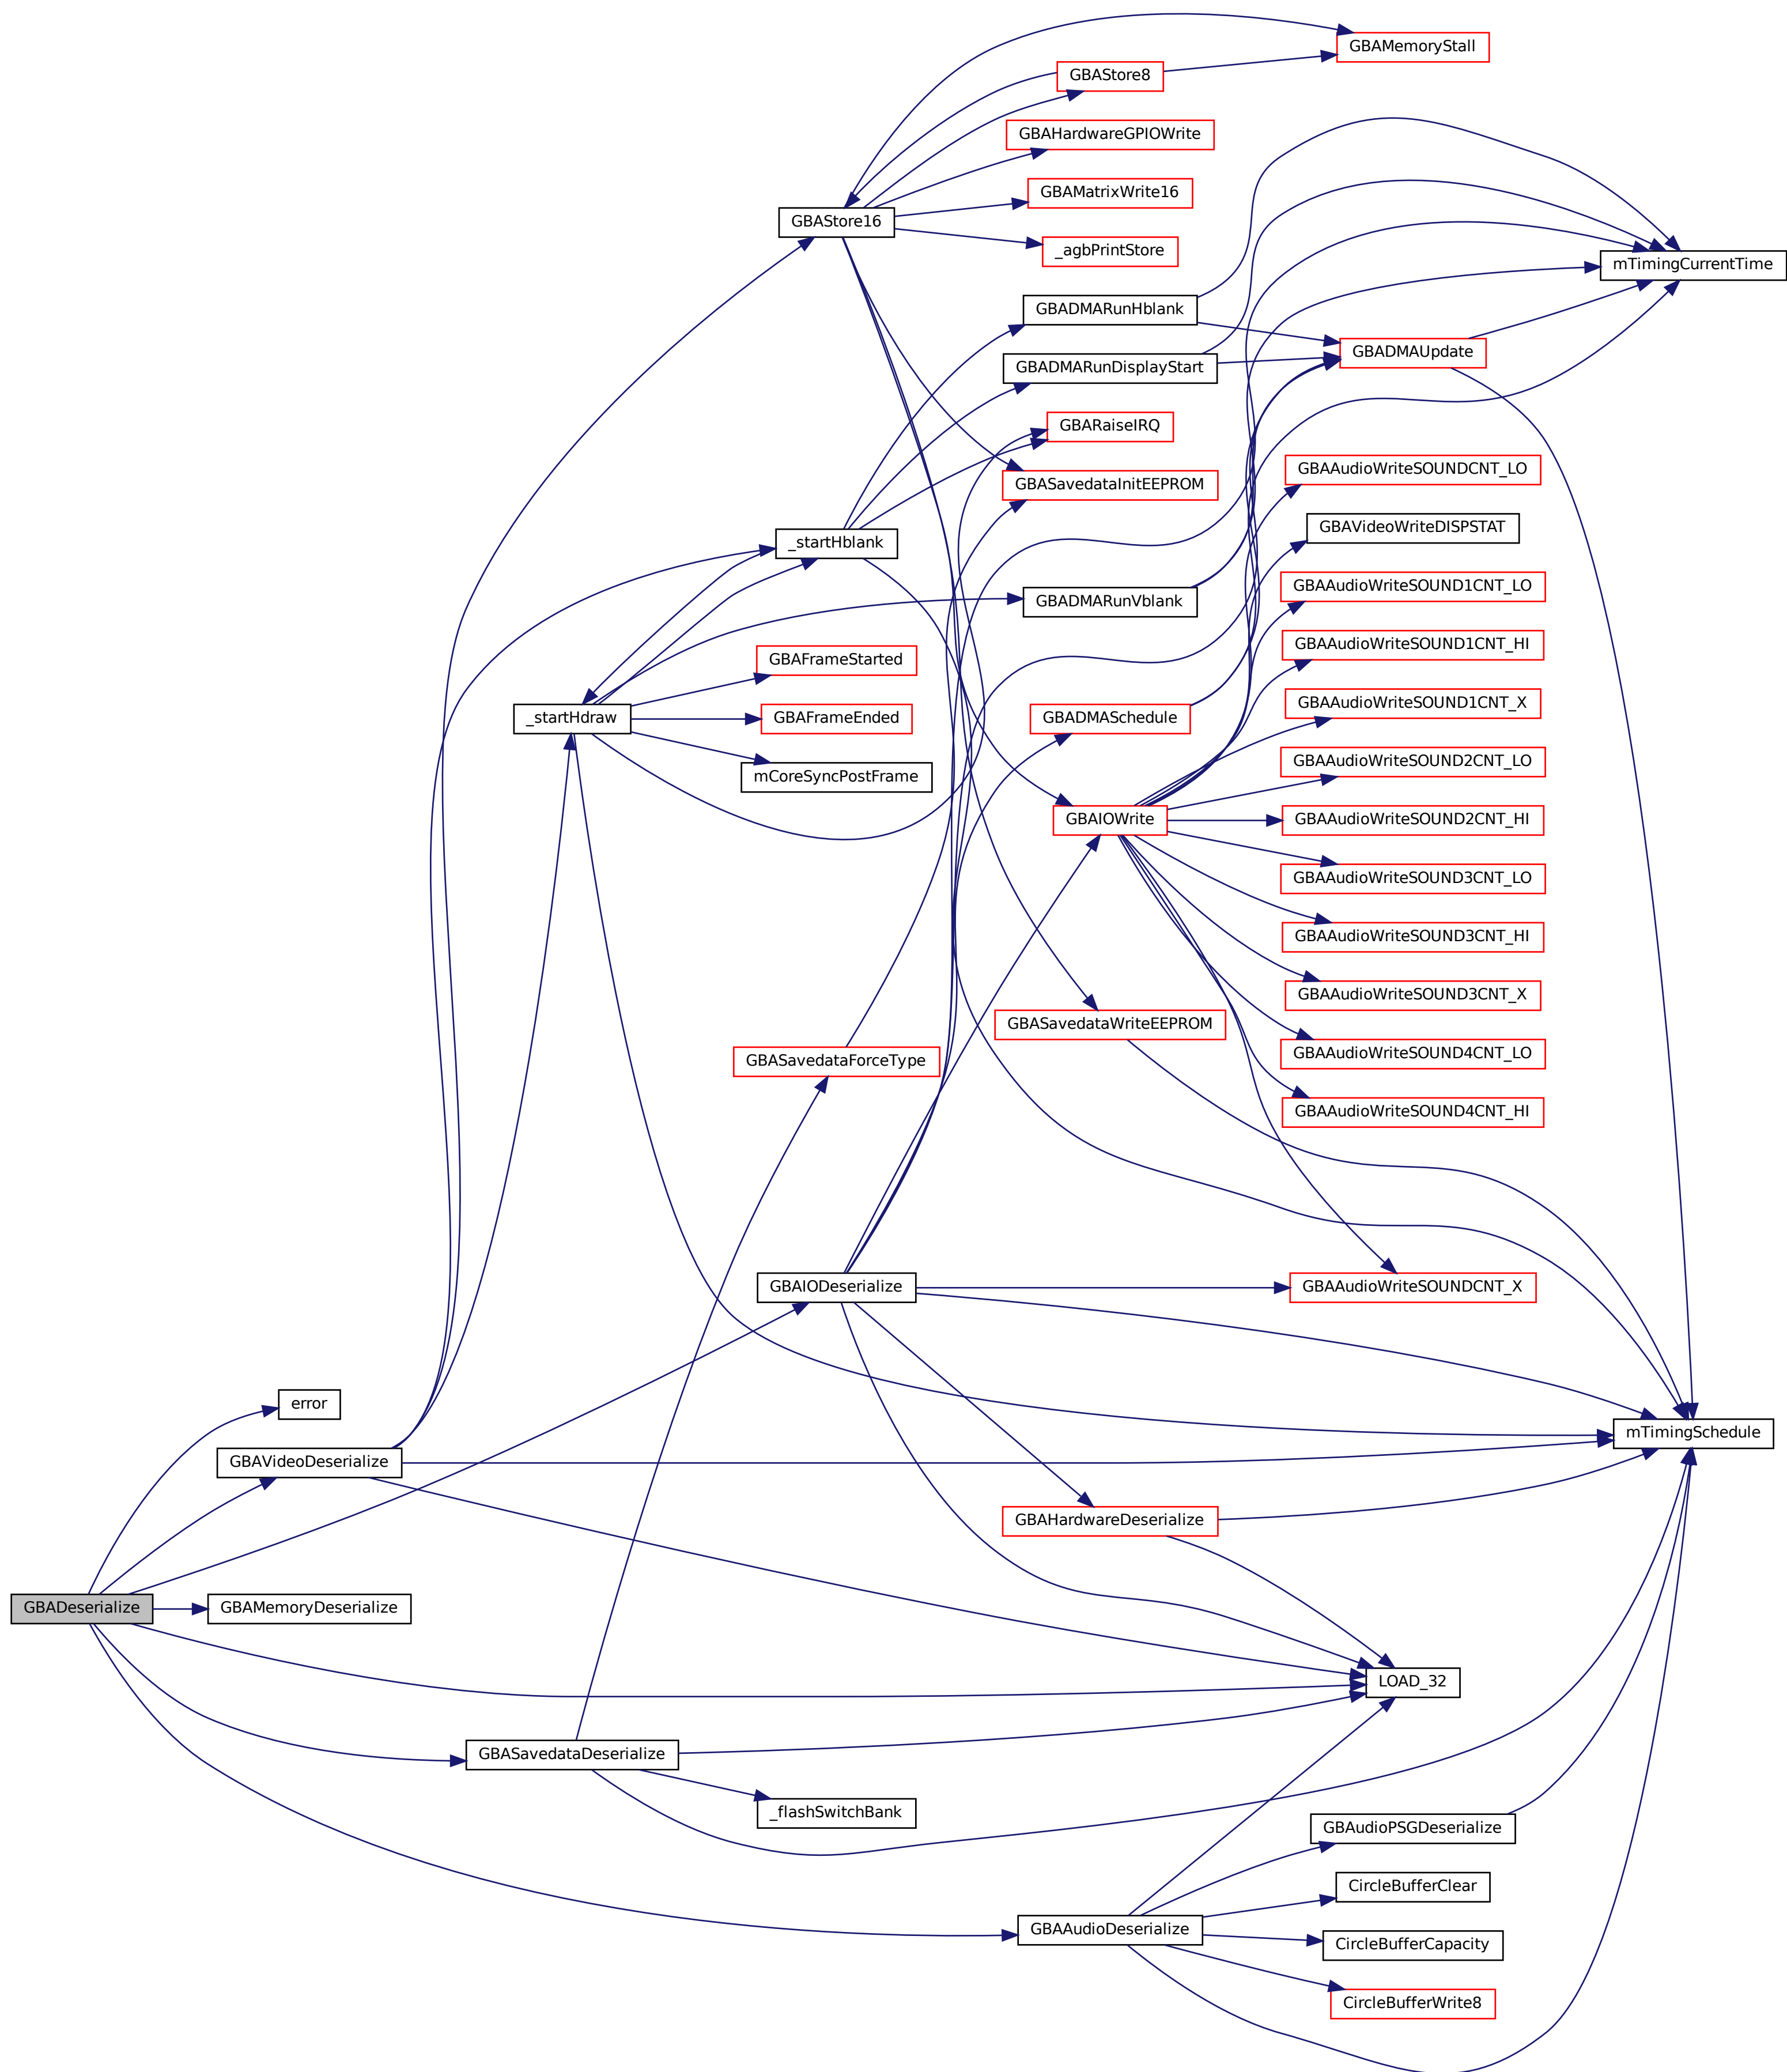 GBAMemoryStall
GBAStore8
GBAHardwareGPIOWrite
GBAMatrixWrite16
GBAStore16
_agbPrintStore
mTimingCurrentTime
GBADMARunHblank
GBADMAUpdate
GBADMARunDisplayStart
GBARaiseIRQ
GBAAudioWriteSOUNDCNT_LO
GBASavedataInitEEPROM
GBAVideoWriteDISPSTAT
_startHblank
GBAAudioWriteSOUND1CNT_LO
GBADMARunVblank
GBAAudioWriteSOUND1CNT_HI
GBAFrameStarted
GBAAudioWriteSOUND1CNT_X
_startHdraw
GBAFrameEnded
GBADMASchedule
GBAAudioWriteSOUND2CNT_LO
mCoreSyncPostFrame
GBAIOWrite
GBAAudioWriteSOUND2CNT_HI
GBAAudioWriteSOUND3CNT_LO
GBAAudioWriteSOUND3CNT_HI
GBAAudioWriteSOUND3CNT_X
GBASavedataWriteEEPROM
GBAAudioWriteSOUND4CNT_LO
GBASavedataForceType
GBAAudioWriteSOUND4CNT_HI
GBAIODeserialize
GBAAudioWriteSOUNDCNT_X
error
mTimingSchedule
GBAVideoDeserialize
GBAHardwareDeserialize
GBADeserialize
GBAMemoryDeserialize
LOAD_32
GBASavedataDeserialize
_flashSwitchBank
GBAudioPSGDeserialize
CircleBufferClear
GBAAudioDeserialize
CircleBufferCapacity
CircleBufferWrite8